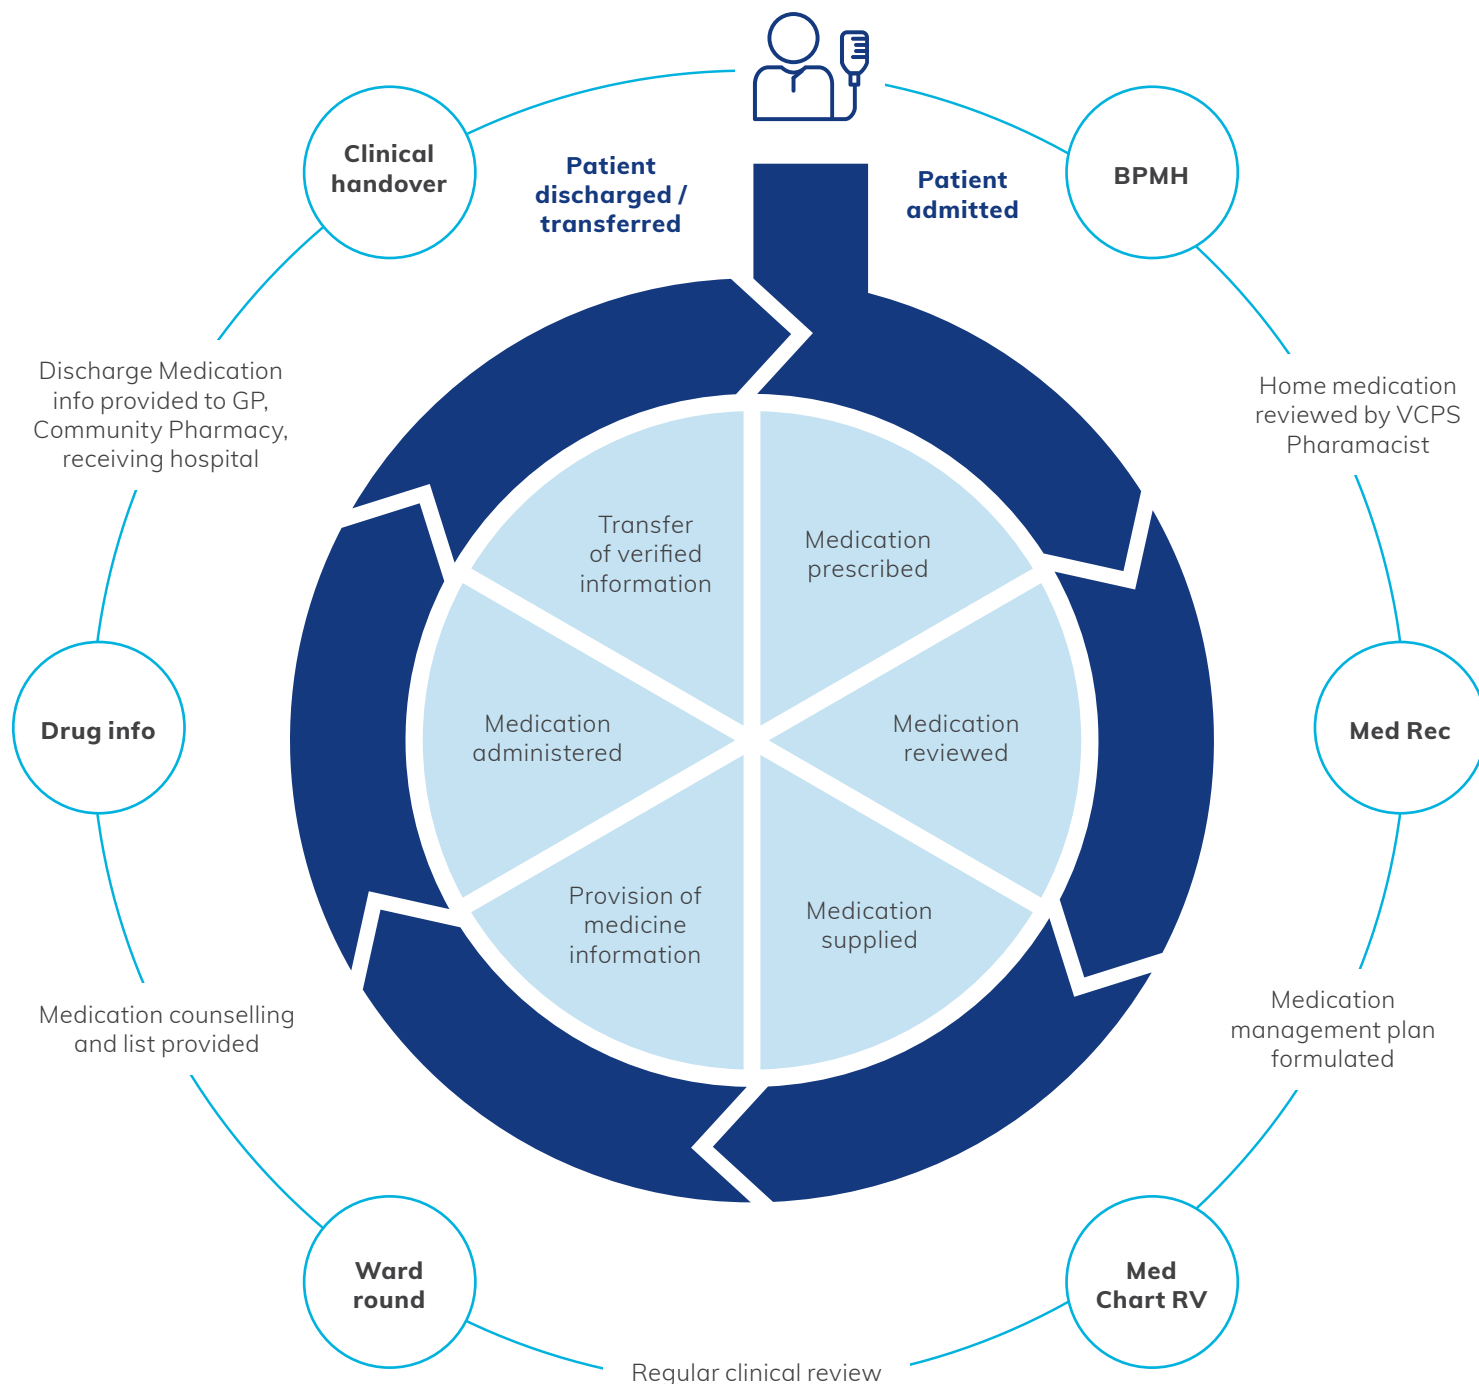 Patient
admitted
BPMH
Home medication
reviewed by VCPS
Pharamacist
Med Rec
Medication
management plan
formulated
Med
Chart RV
Regular clinical review
Ward
round
Medication counselling
and list provided
Drug info
Discharge Medication
info provided to GP,
Community Pharmacy,
receiving hospital
Clinical
handover
Patient
discharged /
transferred
Medication
prescribed
Medication
reviewed
Medication
supplied
Provision of
medicine
information
Medication
administered
Transfer
of verified
information